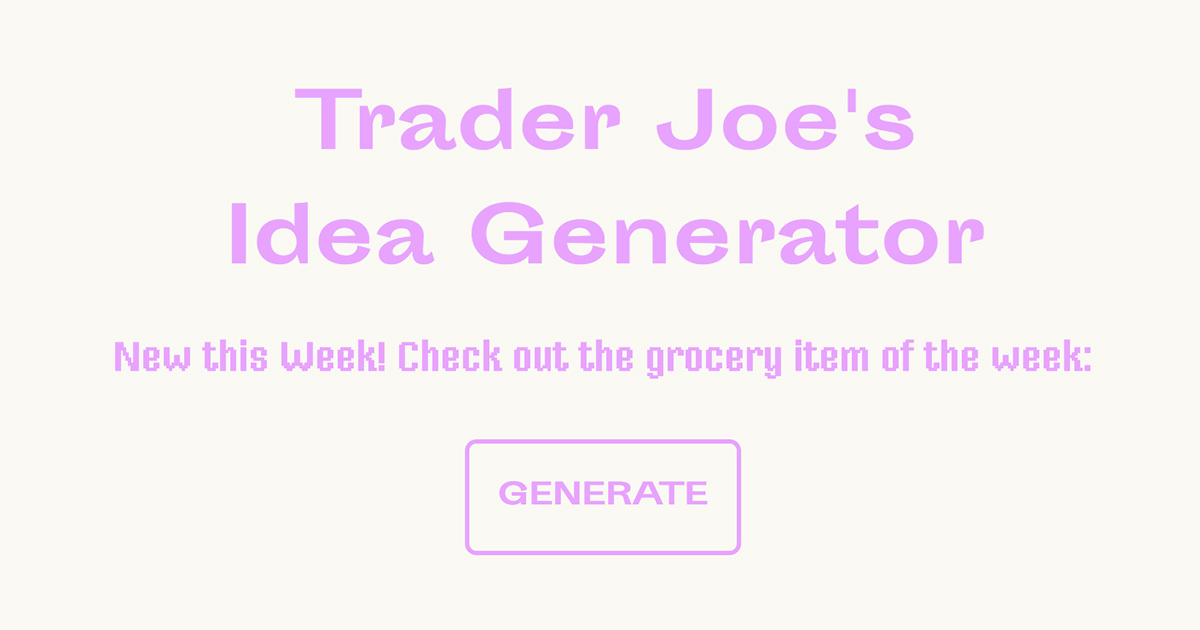 Trader Joe's
Idea Generator
New this Week! Check out the grocery item of the week:
GENERATE